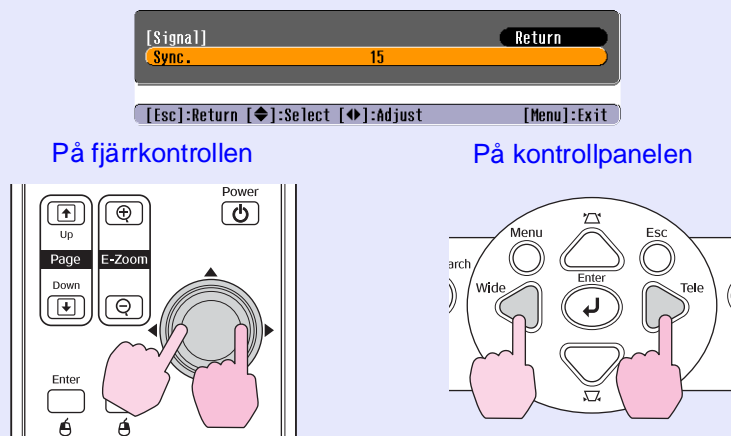 [Signal] Return
Sync. 15
[Esc]:Return [◆]:Select [◆]:Adjust [Menu]:Exit
På fjärrkontrollen
På kontrollpanelen
Power
Up
Page E-Zoom
Down
Enter
Menu Esc
arch
Enter
Wide Tele